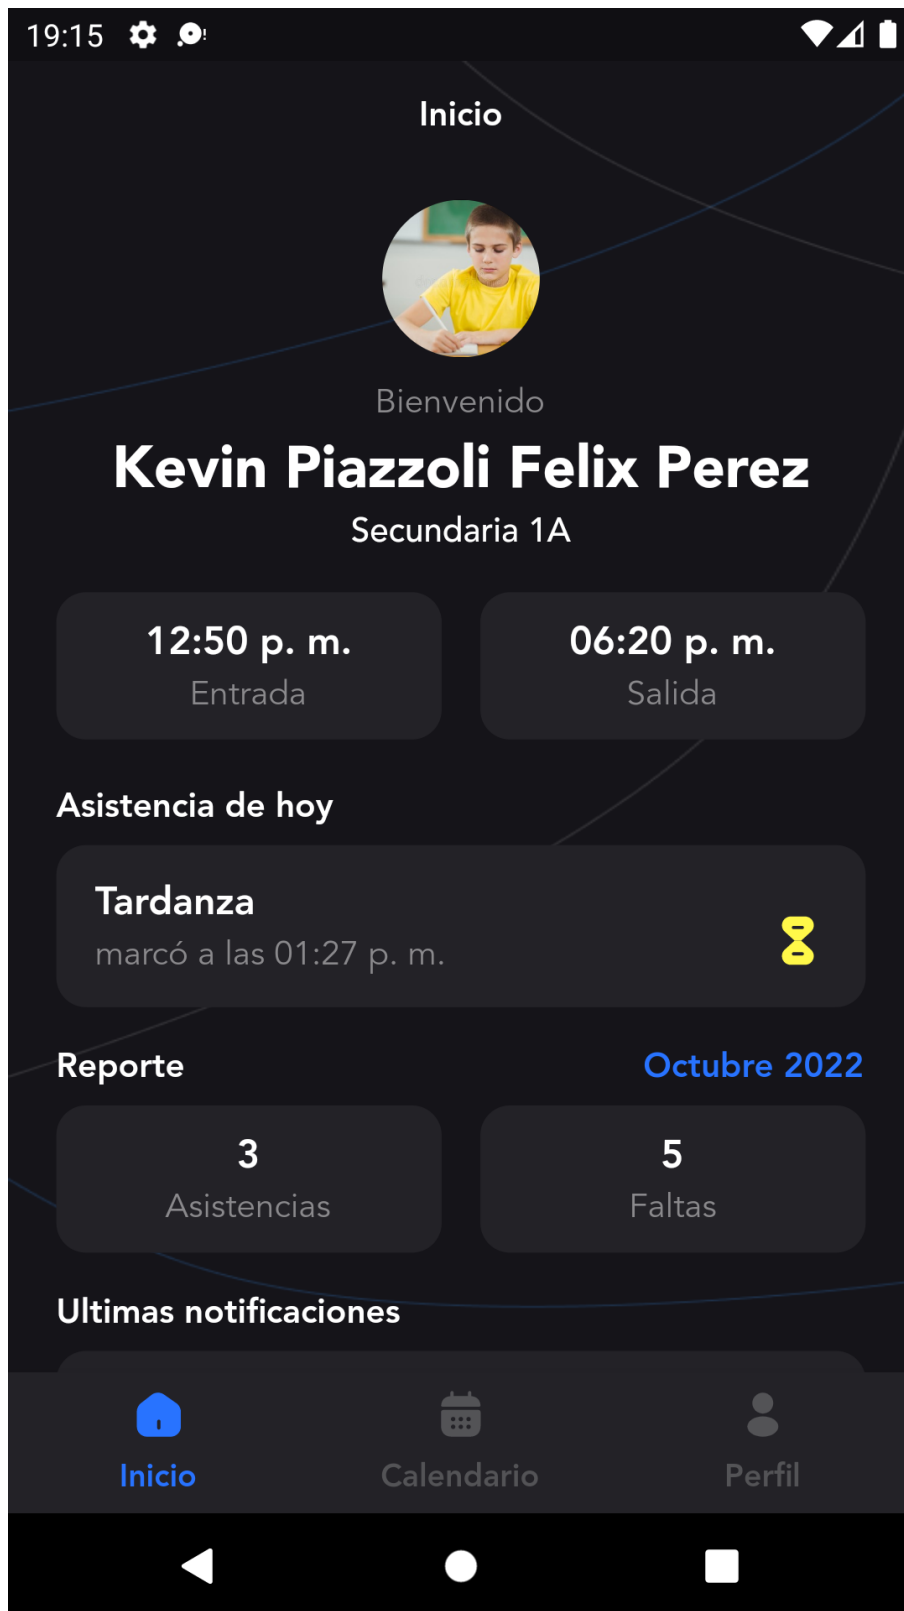 19:15
Inicio
Bienvenido
Kevin Piazzoli Felix Perez
Secundaria 1A
12:50 p. m.
Entrada
06:20 p. m.
Salida
Asistencia de hoy
Tardanza
marcó a las 01:27 p. m.
Reporte
Octubre 2022
3
Asistencias
5
Faltas
Ultimas notificaciones
Inicio
Calendario
Perfil